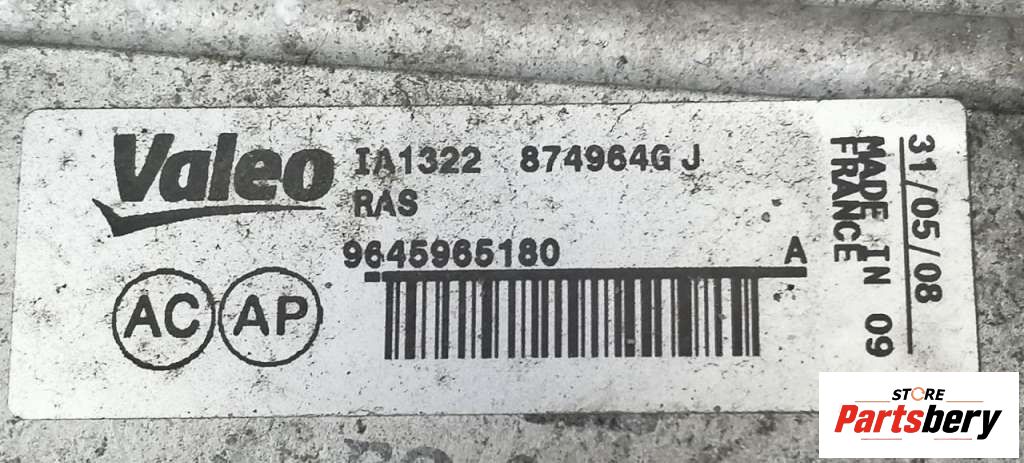 Valeo
IA1322 874964G J
RAS
9645965180 A
AC AP
31/05/08
MADE IN 09
FRANCE
STORE
Partsbery